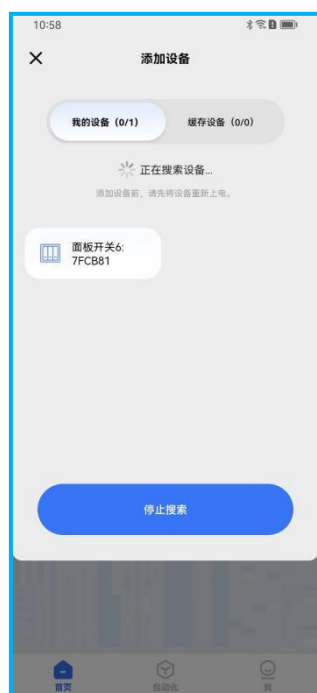 10:58
添加设备
我的设备（0/1） 缓存设备（0/0）
正在搜索设备...
添加设备前，请先将设备重新上电。
面板开关6:
7FCB81
停止搜索
首页 自动化 我